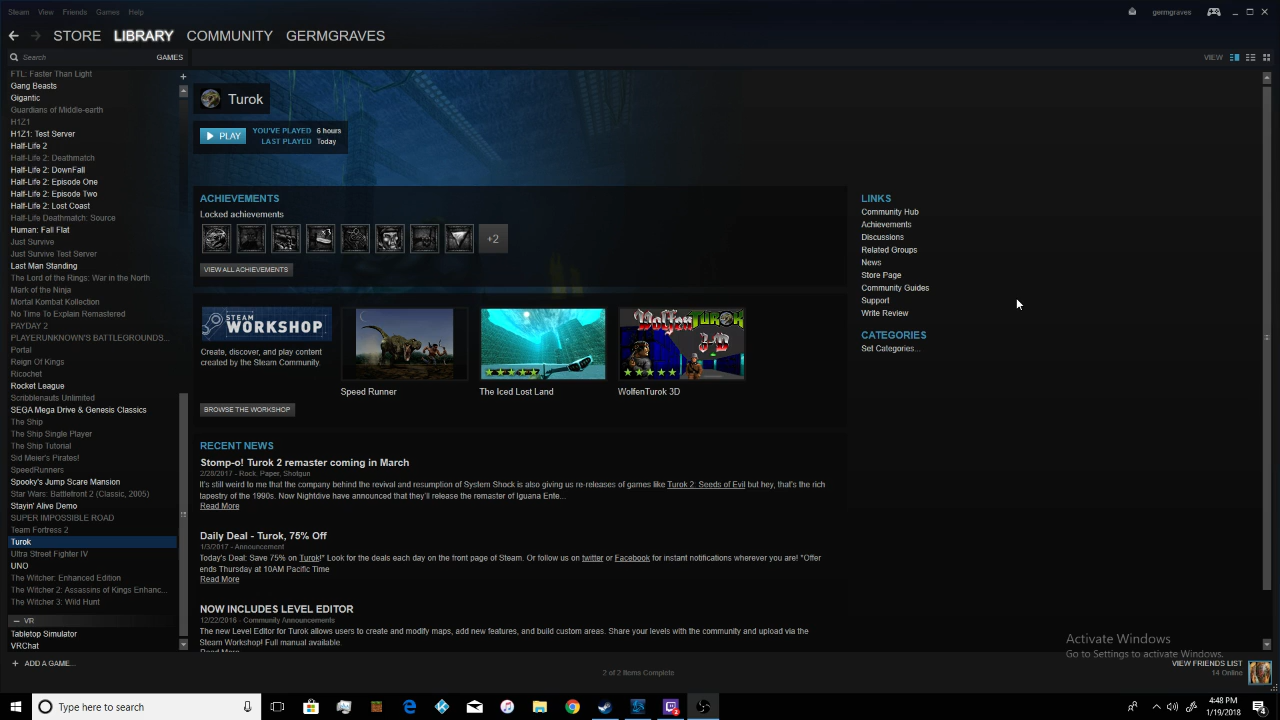 Steam View Friends Games Help
germgraves
STORE LIBRARY COMMUNITY GERMGRAVES
Search GAMES
VIEW
FTL: Faster Than Light
Gang Beasts
Gigantic
Guardians of Middle-earth
H1Z1
H1Z1: Test Server
Half-Life 2
Half-Life 2: Deathmatch
Half-Life 2: DownFall
Half-Life 2: Episode One
Half-Life 2: Episode Two
Half-Life 2: Lost Coast
Half-Life Deathmatch: Source
Human: Fall Flat
Just Survive
Just Survive Test Server
Last Man Standing
The Lord of the Rings: War in the North
Mark of the Ninja
Mortal Kombat Kollection
No Time To Explain Remastered
PAYDAY 2
PLAYERUNKNOWN'S BATTLEGROUNDS...
Portal
Reign Of Kings
Ricochet
Rocket League
Scribblenauts Unlimited
SEGA Mega Drive & Genesis Classics
The Ship
The Ship Single Player
The Ship Tutorial
Sid Meier's Pirates!
SpeedRunners
Spooky's Jump Scare Mansion
Star Wars: Battlefront 2 (Classic, 2005)
Stayin' Alive Demo
SUPER IMPOSSIBLE ROAD
Team Fortress 2
Turok
Ultra Street Fighter IV
UNO
The Witcher: Enhanced Edition
The Witcher 2: Assassins of Kings Enhanc...
The Witcher 3: Wild Hunt
VR
Tabletop Simulator
VRChat
ADD A GAME...
Turok
PLAY
YOU'VE PLAYED 6 hours
LAST PLAYED Today
ACHIEVEMENTS
Locked achievements
+2
VIEW ALL ACHIEVEMENTS
STEAM WORKSHOP
Create, discover, and play content
created by the Steam Community.
BROWSE THE WORKSHOP
Speed Runner
The Iced Lost Land
WolfenTurok 3-D
WolfenTurok 3D
RECENT NEWS
Stomp-o! Turok 2 remaster coming in March
2/28/2017 - Rock, Paper, Shotgun
It's still weird to me that the company behind the revival and resumption of System Shock is also giving us re-releases of games like Turok 2: Seeds of Evil but hey, that's the rich
tapestry of the 1990s. Now Nightdive have announced that they'll release the remaster of Iguana Ente...
Read More
Daily Deal - Turok, 75% Off
1/3/2017 - Announcement
Today's Deal: Save 75% on Turok!* Look for the deals each day on the front page of Steam. Or follow us on twitter or Facebook for instant notifications wherever you are! *Offer
ends Thursday at 10AM Pacific Time
Read More
NOW INCLUDES LEVEL EDITOR
12/22/2016 - Community Announcements
The new Level Editor for Turok allows users to create and modify maps, add new features, and build custom areas. Share your levels with the community and upload via the
Steam Workshop! Full manual available.
Read More
LINKS
Community Hub
Achievements
Discussions
Related Groups
News
Store Page
Community Guides
Support
Write Review
CATEGORIES
Set Categories...
Activate Windows
Go to Settings to activate Windows.
2 of 2 Items Complete
VIEW FRIENDS LIST
14 Online
Type here to search
4:48 PM
1/19/2018